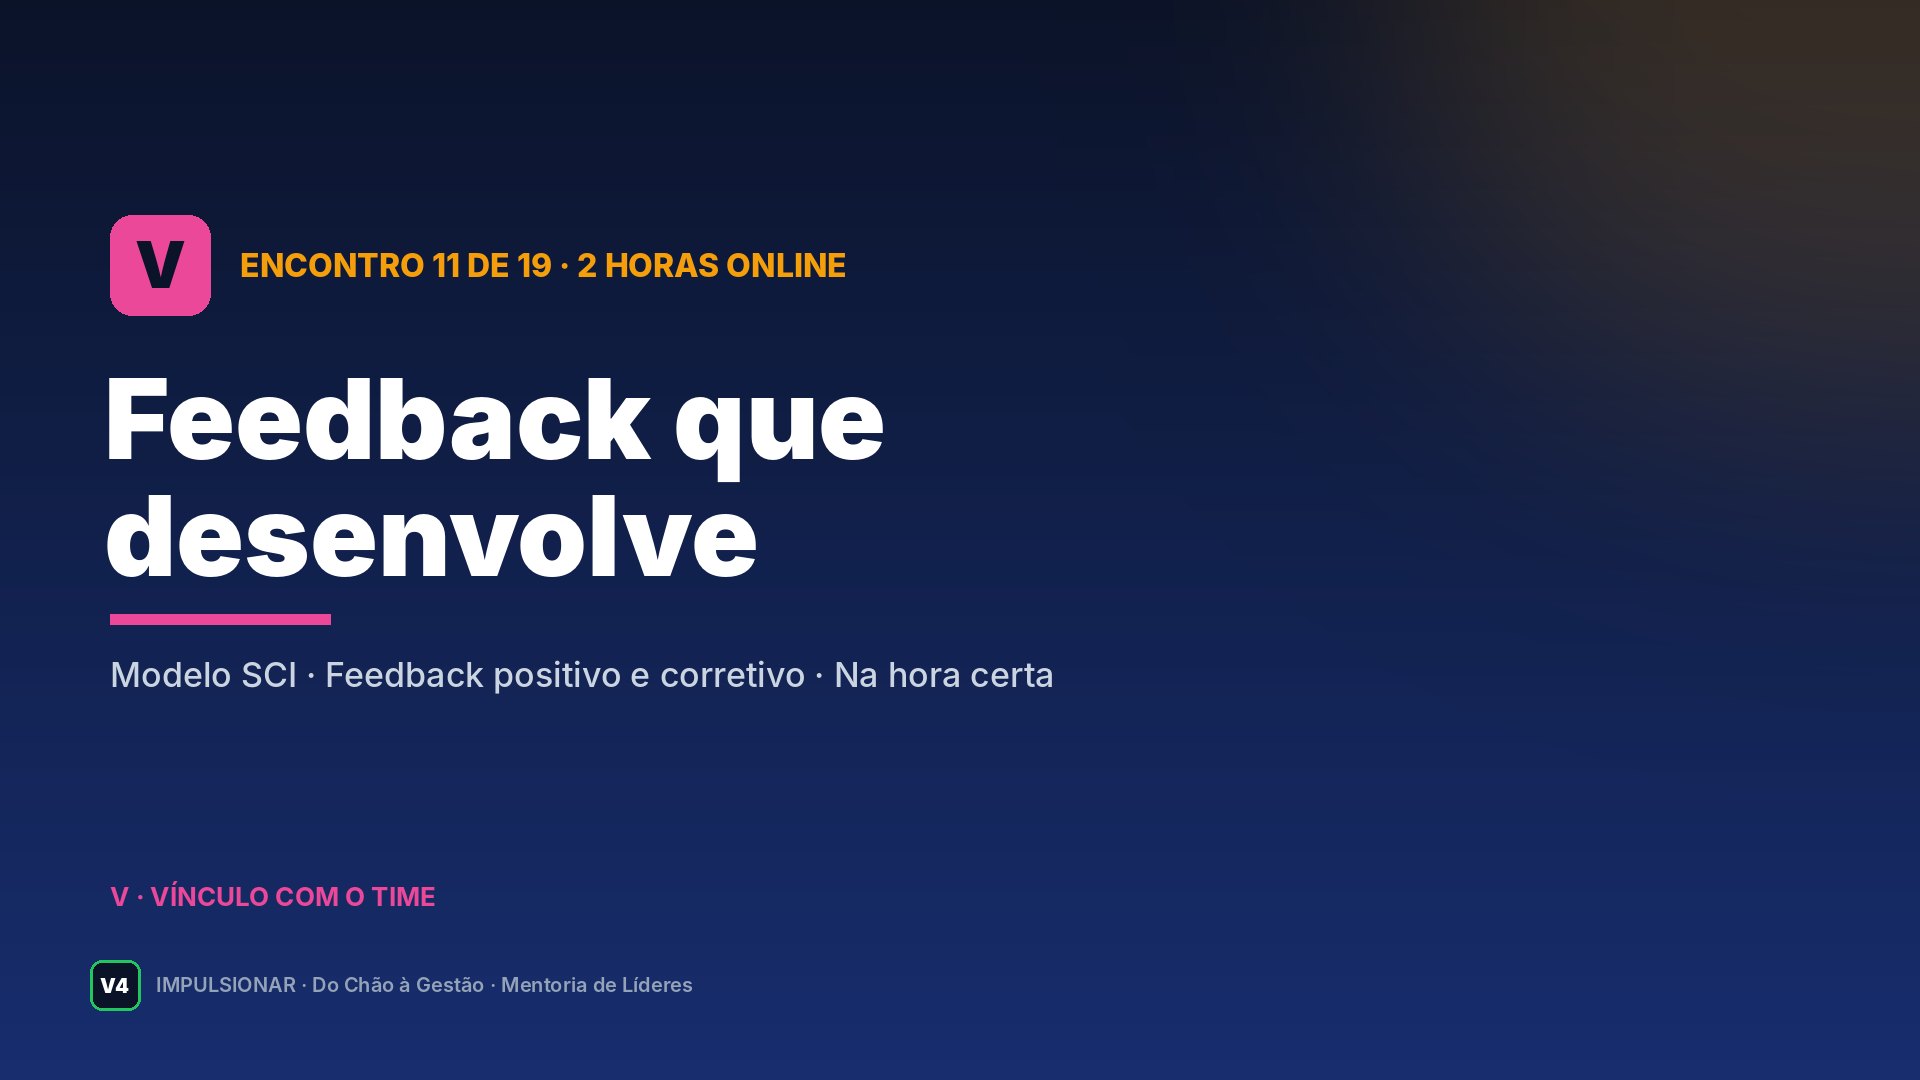 V
ENCONTRO 11 DE 19 · 2 HORAS ONLINE
Feedback que
desenvolve
Modelo SCI · Feedback positivo e corretivo · Na hora certa
V · VÍNCULO COM O TIME
V4
IMPULSIONAR · Do Chão à Gestão · Mentoria de Líderes